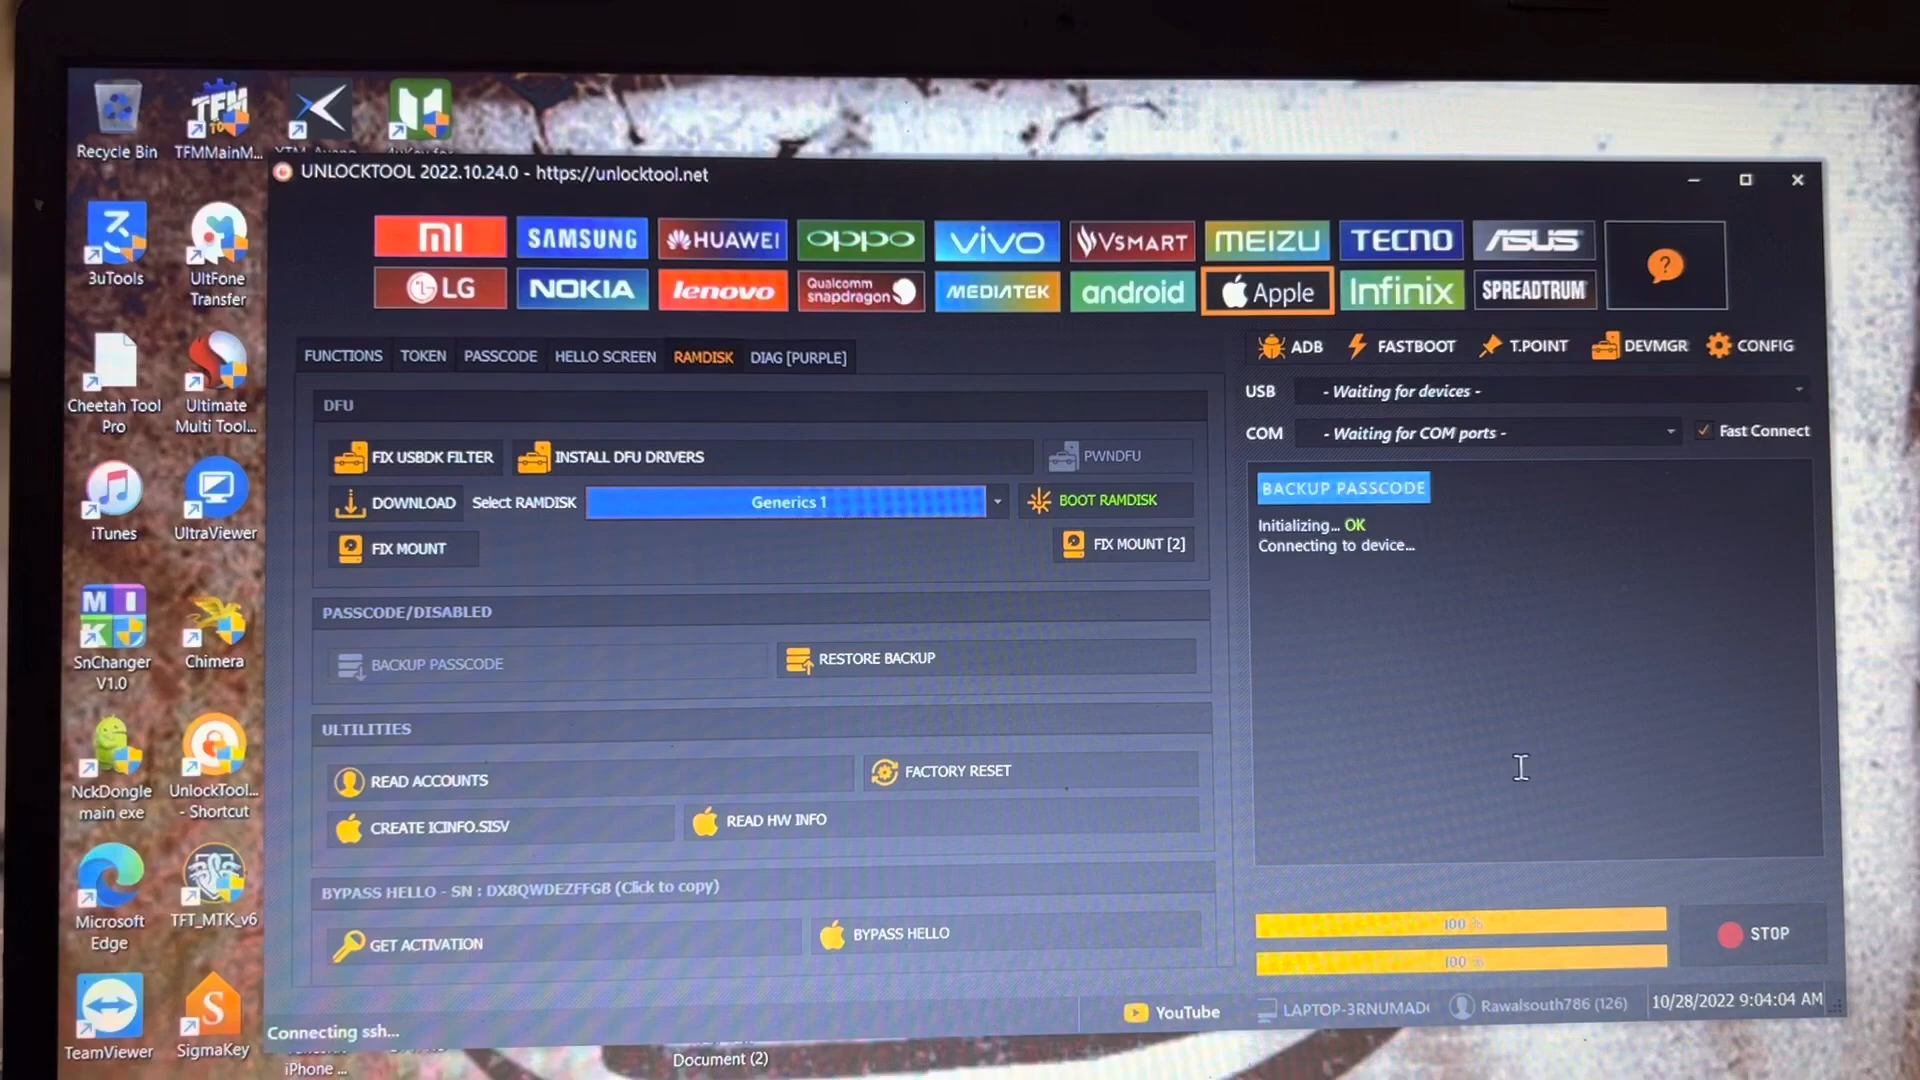 Recycle Bin
TFMMainM...
UNLOCKTOOL 2022.10.24.0 - https://unlocktool.net
3uTools
UltFone
Transfer
Cheetah Tool
Pro
Ultimate
Multi Tool...
iTunes
UltraViewer
SnChanger
V1.0
Chimera
NckDongle
main exe
UnlockTool...
- Shortcut
Microsoft
Edge
TFT_MTK_v6
TeamViewer
SigmaKey
iPhone ...
Document (2)
MI
SAMSUNG
HUAWEI
OPPO
VIVO
VSMART
MEIZU
TECNO
ASUS
?
LG
NOKIA
lenovo
Qualcomm
snapdragon
MEDIATEK
android
Apple
Infinix
SPREADTRUM
FUNCTIONS
TOKEN
PASSCODE
HELLO SCREEN
RAMDISK
DIAG [PURPLE]
ADB
FASTBOOT
T.POINT
DEVMGR
CONFIG
DFU
FIX USBDK FILTER
INSTALL DFU DRIVERS
PWNDFU
DOWNLOAD
Select RAMDISK
Generics 1
BOOT RAMDISK
FIX MOUNT
FIX MOUNT [2]
PASSCODE/DISABLED
BACKUP PASSCODE
RESTORE BACKUP
ULTILITIES
READ ACCOUNTS
FACTORY RESET
CREATE ICINFO.SISV
READ HW INFO
BYPASS HELLO - SN : DX8QWDEZFFG8 (Click to copy)
GET ACTIVATION
BYPASS HELLO
USB
- Waiting for devices -
COM
- Waiting for COM ports -
Fast Connect
BACKUP PASSCODE
Initializing... OK
Connecting to device...
100 %
100 %
STOP
Connecting ssh...
YouTube
LAPTOP-3RNUMAD
Rawalsouth786 (126)
10/28/2022 9:04:04 AM